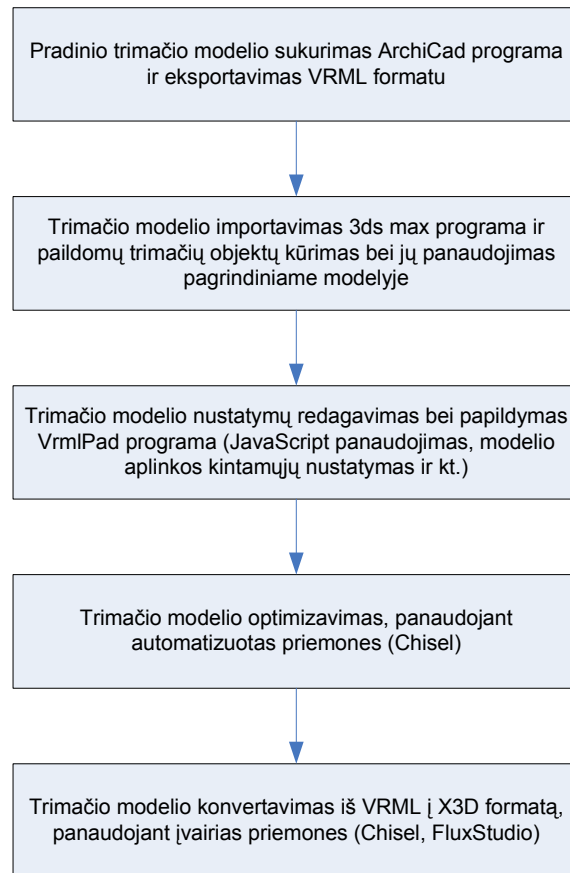 Pradinio trimačio modelio sukurimas ArchiCad programa
ir eksportavimas VRML formatu
Trimačio modelio importavimas 3ds max programa ir
paildomų trimačių objektų kūrimas bei jų panaudojimas
pagrindiniame modelyje
Trimačio modelio nustatymų redagavimas bei papildymas
VrmlPad programa (JavaScript panaudojimas, modelio
aplinkos kintamųjų nustatymas ir kt.)
Trimačio modelio optimizavimas, panaudojant
automatizuotas priemones (Chisel)
Trimačio modelio konvertavimas iš VRML į X3D formatą,
panaudojant įvairias priemones (Chisel, FluxStudio)